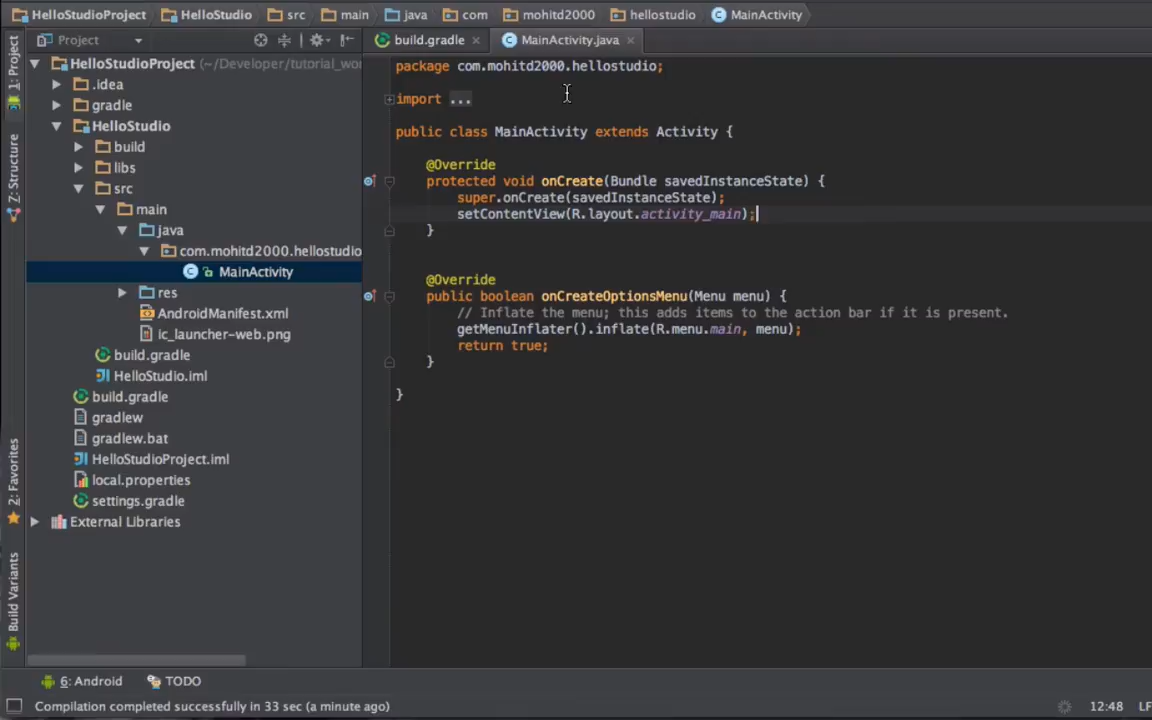 HelloStudioProject HelloStudio src main java com mohitd2000 hellostudio MainActivity
1: Project
Z: Structure
2: Favorites
Build Variants
Project
HelloStudioProject (~/Developer/tutorial_wo
.idea
gradle
HelloStudio
build
libs
src
main
java
com.mohitd2000.hellostudio
MainActivity
res
AndroidManifest.xml
ic_launcher-web.png
build.gradle
HelloStudio.iml
build.gradle
gradlew
gradlew.bat
HelloStudioProject.iml
local.properties
settings.gradle
External Libraries
build.gradle MainActivity.java
package com.mohitd2000.hellostudio;
import ...
public class MainActivity extends Activity {
@Override
protected void onCreate(Bundle savedInstanceState) {
super.onCreate(savedInstanceState);
setContentView(R.layout.activity_main);
}
@Override
public boolean onCreateOptionsMenu(Menu menu) {
// Inflate the menu; this adds items to the action bar if it is present.
getMenuInflater().inflate(R.menu.main, menu);
return true;
}
}
6: Android TODO
Compilation completed successfully in 33 sec (a minute ago) 12:48 LF